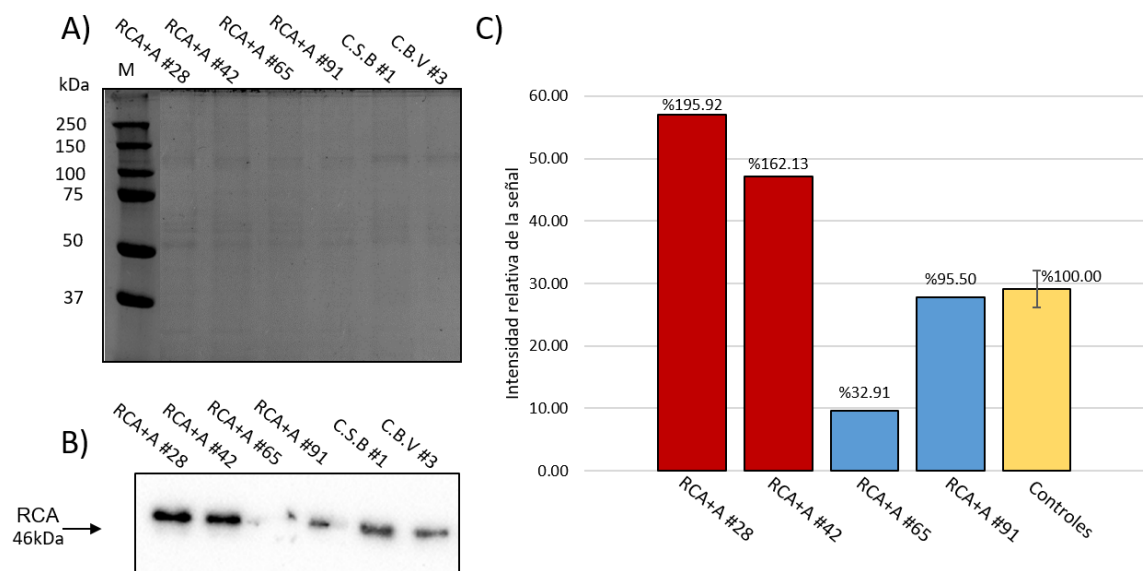 A)
RCA+A #28
RCA+A #42
RCA+A #65
RCA+A #91
C.S.B #1
C.B.V #3
M
kDa
250
150
100
75
50
37
B)
RCA+A #28
RCA+A #42
RCA+A #65
RCA+A #91
C.S.B #1
C.B.V #3
RCA
46kDa
C)
Intensidad relativa de la señal
60.00
50.00
40.00
30.00
20.00
10.00
0.00
%195.92
%162.13
%32.91
%95.50
%100.00
RCA+A #28
RCA+A #42
RCA+A #65
RCA+A #91
Controles